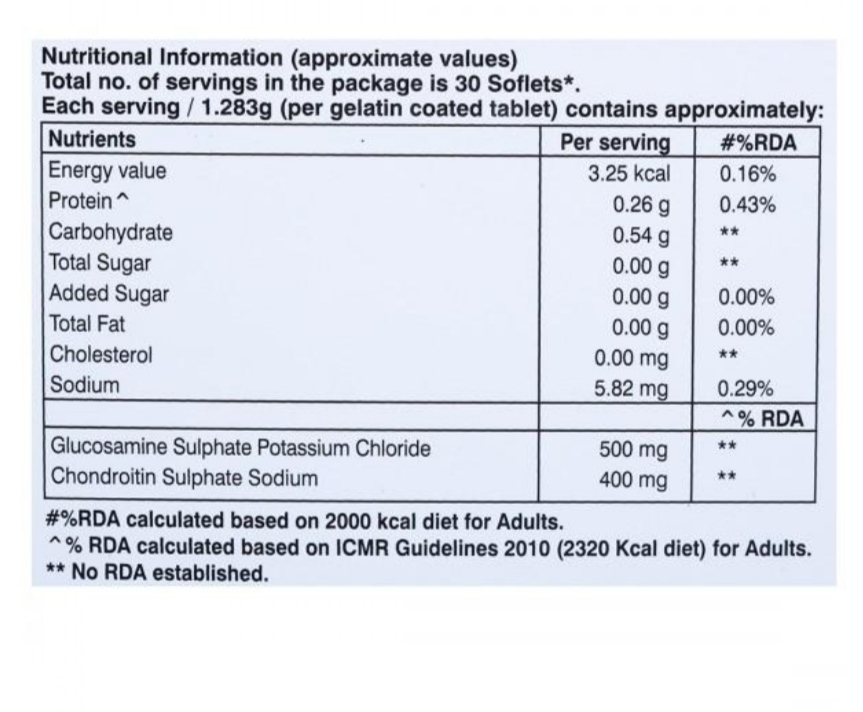 Nutritional Information (approximate values)
Total no. of servings in the package is 30 Soflets*.
Each serving / 1.283g (per gelatin coated tablet) contains approximately:
Nutrients Per serving #%RDA
Energy value 3.25 kcal 0.16%
Protein ^ 0.26 g 0.43%
Carbohydrate 0.54 g **
Total Sugar 0.00 g **
Added Sugar 0.00 g 0.00%
Total Fat 0.00 g 0.00%
Cholesterol 0.00 mg **
Sodium 5.82 mg 0.29%
^% RDA
Glucosamine Sulphate Potassium Chloride 500 mg **
Chondroitin Sulphate Sodium 400 mg **
#%RDA calculated based on 2000 kcal diet for Adults.
^% RDA calculated based on ICMR Guidelines 2010 (2320 Kcal diet) for Adults.
** No RDA established.